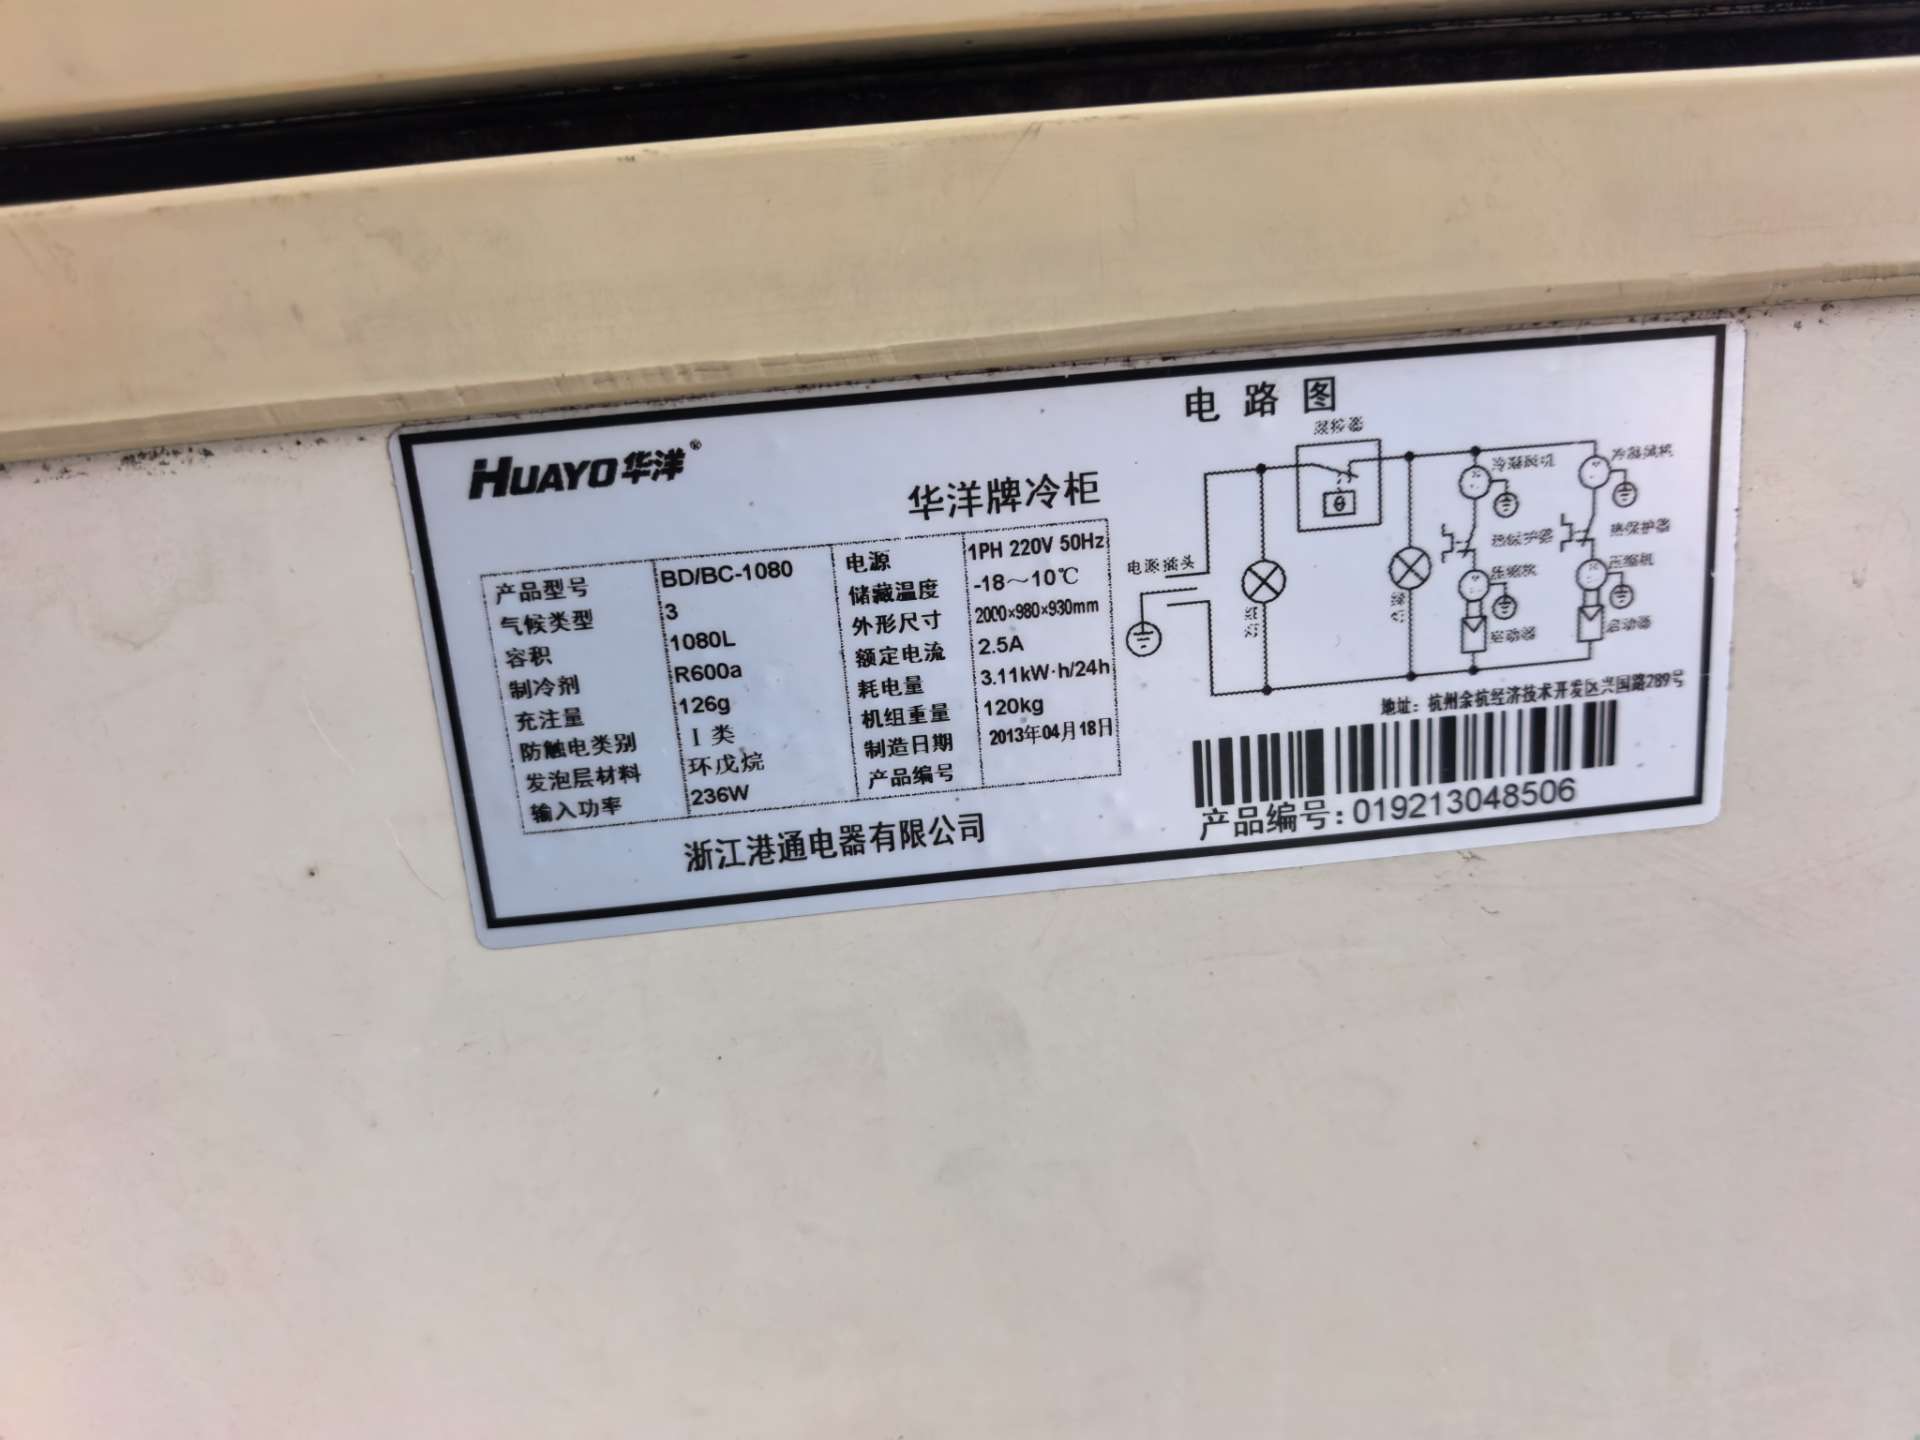 HUAYO华洋®
华洋牌冷柜
产品型号 BD/BC-1080
气候类型 3
容积 1080L
制冷剂 R600a
充注量 126g
防触电类别 I 类
发泡层材料 环戊烷
输入功率 236W
电源 1PH 220V 50Hz
储藏温度 -18～10℃
外形尺寸 2000×980×930mm
额定电流 2.5A
耗电量 3.11kW·h/24h
机组重量 120kg
制造日期 2013年04月18日
产品编号
浙江港通电器有限公司
电路图
温控器
电源插头
冷凝风机
冷凝风机
热保护器
热保护器
压缩机
压缩机
启动器
启动器
θ
地址：杭州余杭经济技术开发区兴国路289号
产品编号:019213048506